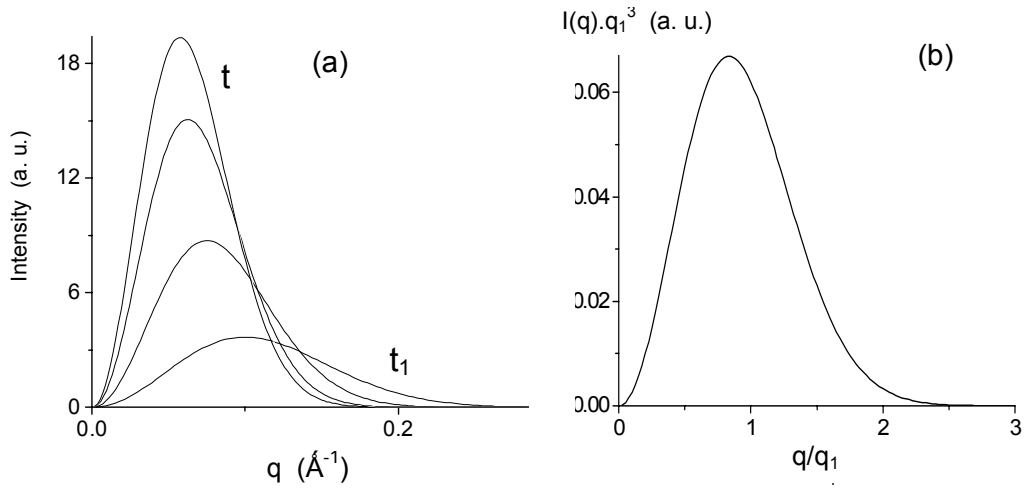 (a)
t
t₁
18
12
6
0
0.0
0.2
Intensity (a. u.)
q (Å⁻¹)
I(q).q₁³ (a. u.)
(b)
0.06
0.04
0.02
0.00
0
1
2
3
q/q₁